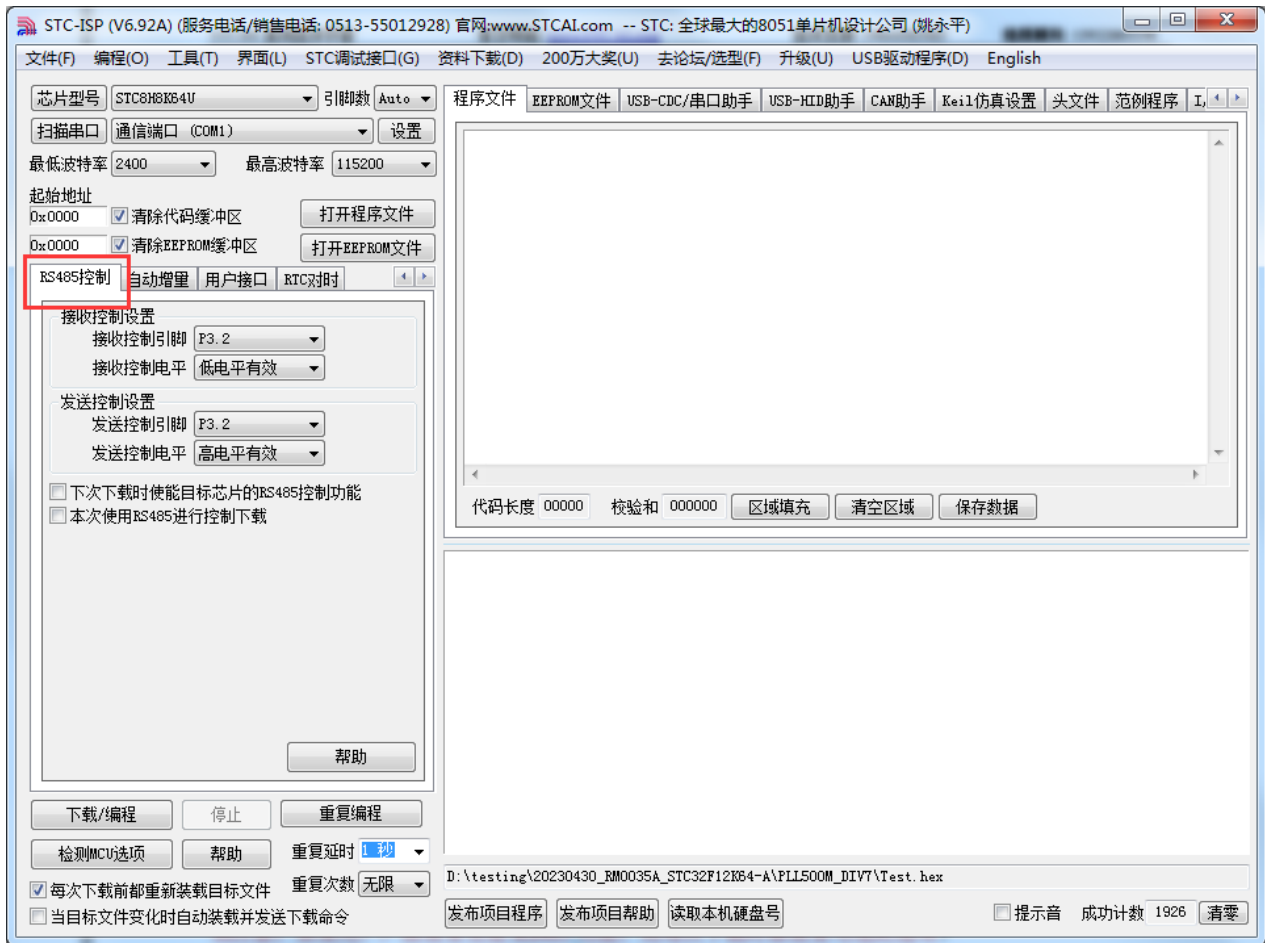 STC-ISP (V6.92A) (服务电话/销售电话: 0513-55012928) 官网:www.STCAI.com -- STC: 全球最大的8051单片机设计公司 (姚永平)
文件(F) 编程(O) 工具(T) 界面(L) STC调试接口(G) 资料下载(D) 200万大奖(U) 去论坛/选型(F) 升级(U) USB驱动程序(D) English
芯片型号 STC8H8K64U 引脚数 Auto
扫描串口 通信端口 (COM1) 设置
最低波特率 2400 最高波特率 115200
起始地址
0x0000 清除代码缓冲区 打开程序文件
0x0000 清除EEPROM缓冲区 打开EEPROM文件
RS485控制 自动增量 用户接口 RTC对时
接收控制设置
接收控制引脚 P3.2
接收控制电平 低电平有效
发送控制设置
发送控制引脚 P3.2
发送控制电平 高电平有效
下次下载时使能目标芯片的RS485控制功能
本次使用RS485进行控制下载
帮助
下载/编程 停止 重复编程
检测MCU选项 帮助 重复延时 1 秒
每次下载前都重新装载目标文件 重复次数 无限
当目标文件变化时自动装载并发送下载命令
程序文件 EEPROM文件 USB-CDC/串口助手 USB-HID助手 CAN助手 Keil仿真设置 头文件 范例程序
代码长度 00000 校验和 000000 区域填充 清空区域 保存数据
D:\testing\20230430_RM0035A_STC32F12K64-A\PLL500M_DIV7\Test.hex
发布项目程序 发布项目帮助 读取本机硬盘号 提示音 成功计数 1926 清零